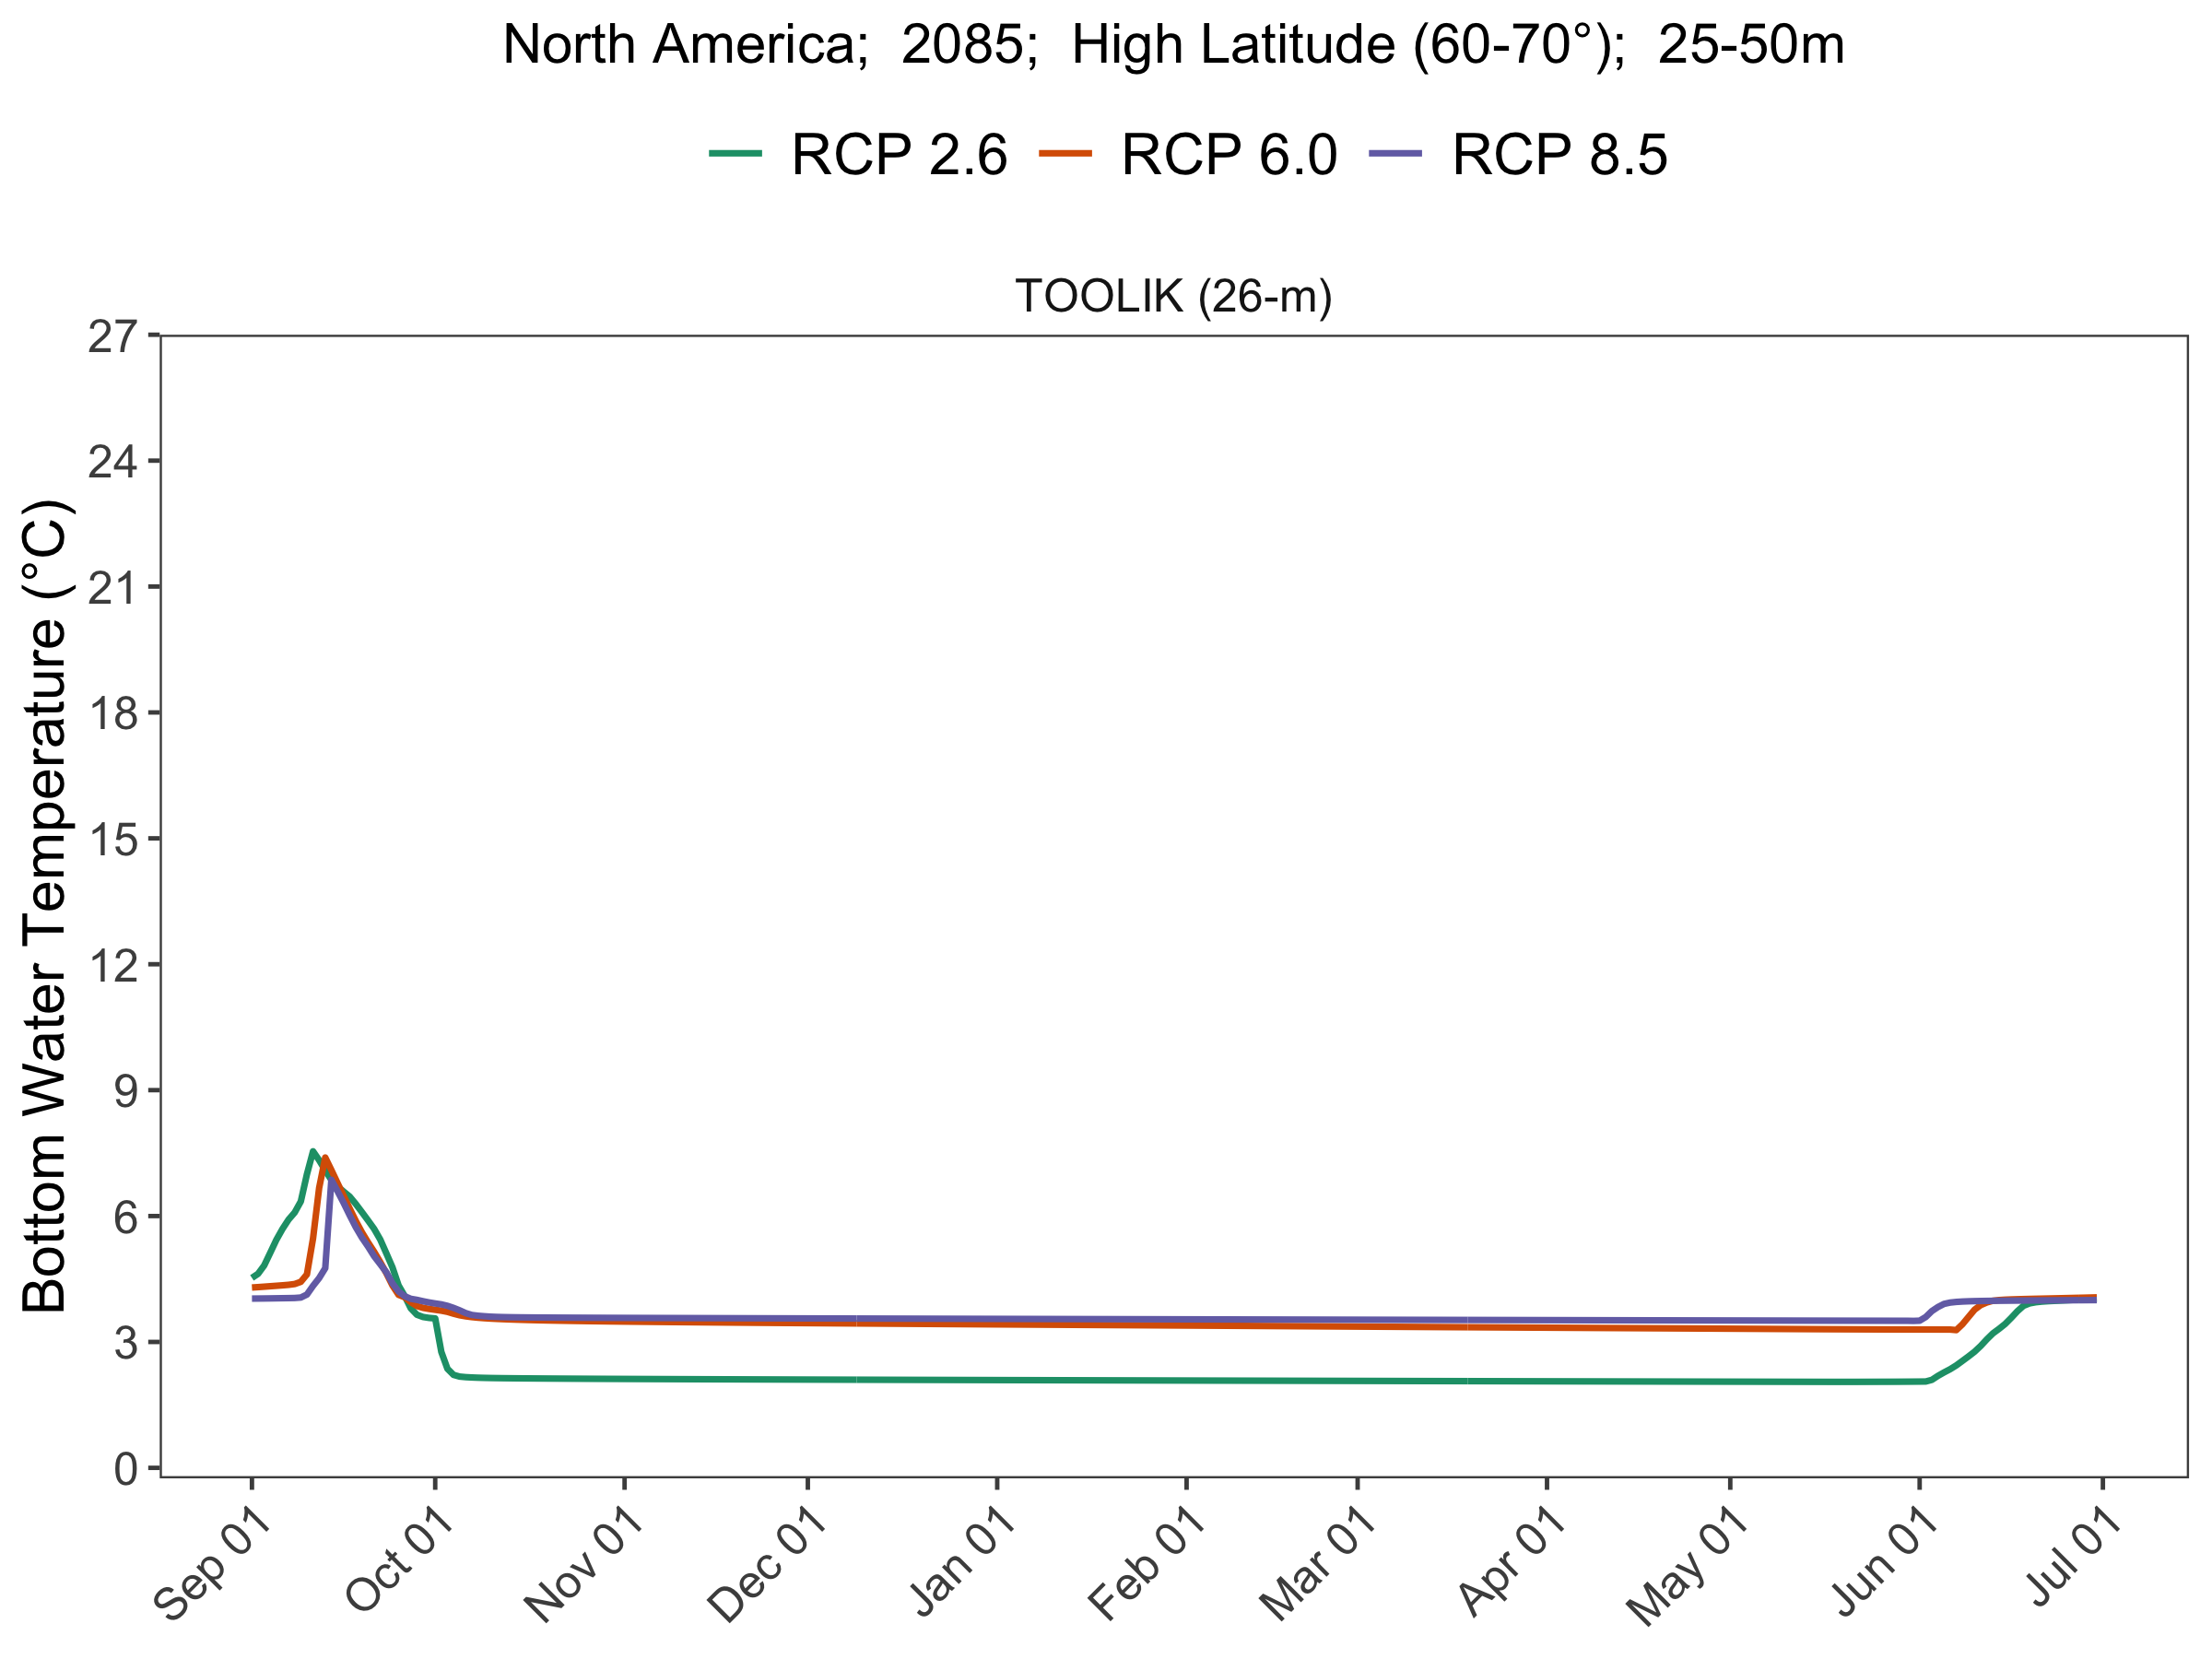 North America;  2085;  High Latitude (60-70°);  25-50m
RCP 2.6 RCP 6.0 RCP 8.5
TOOLIK (26-m)
Bottom Water Temperature (°C)
27
24
21
18
15
12
9
6
3
0
Sep 01 Oct 01 Nov 01 Dec 01 Jan 01 Feb 01 Mar 01 Apr 01 May 01 Jun 01 Jul 01